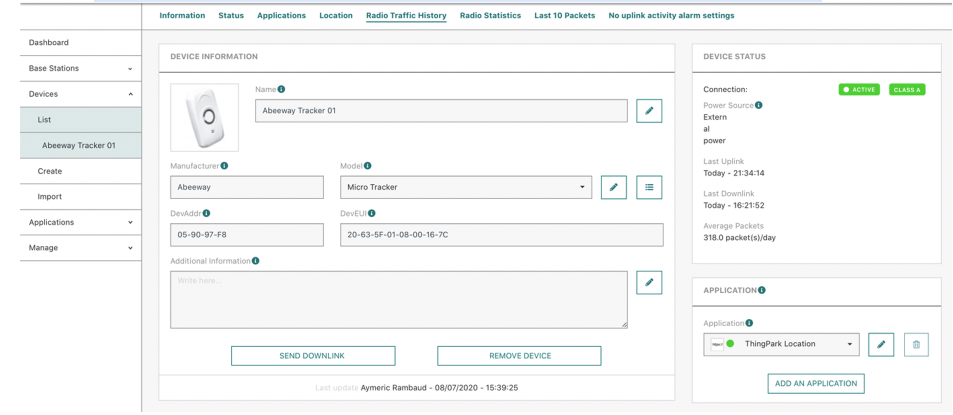 Information Status Applications Location Radio Traffic History Radio Statistics Last 10 Packets No uplink activity alarm settings
Dashboard
Base Stations
Devices
List
Abeeway Tracker 01
Create
Import
Applications
Manage
DEVICE INFORMATION
Name
Abeeway Tracker 01
Manufacturer
Abeeway
Model
Micro Tracker
DevAddr
05-90-97-F8
DevEUI
20-63-5F-01-08-00-16-7C
Additional Information
Write here...
SEND DOWNLINK
REMOVE DEVICE
Last update Aymeric Rambaud - 08/07/2020 - 15:39:25
DEVICE STATUS
Connection:
ACTIVE
CLASS A
Power Source
Extern
al
power
Last Uplink
Today - 21:34:14
Last Downlink
Today - 16:21:52
Average Packets
318.0 packet(s)/day
APPLICATION
Application
ThingPark Location
ADD AN APPLICATION